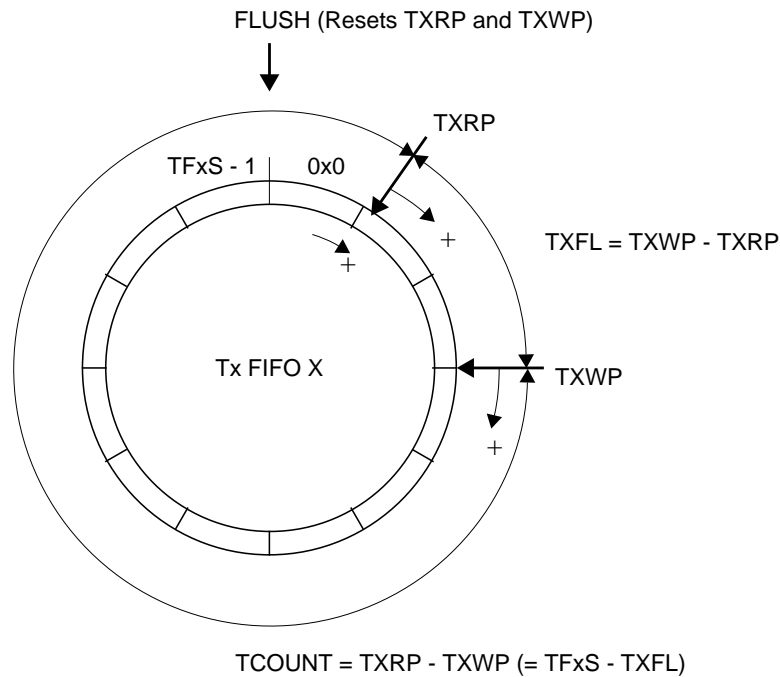 FLUSH (Resets TXRP and TXWP)
TXRP
TFxS - 1
0x0
+
+
TXFL = TXWP - TXRP
Tx FIFO X
TXWP
+
TCOUNT = TXRP - TXWP (= TFxS - TXFL)